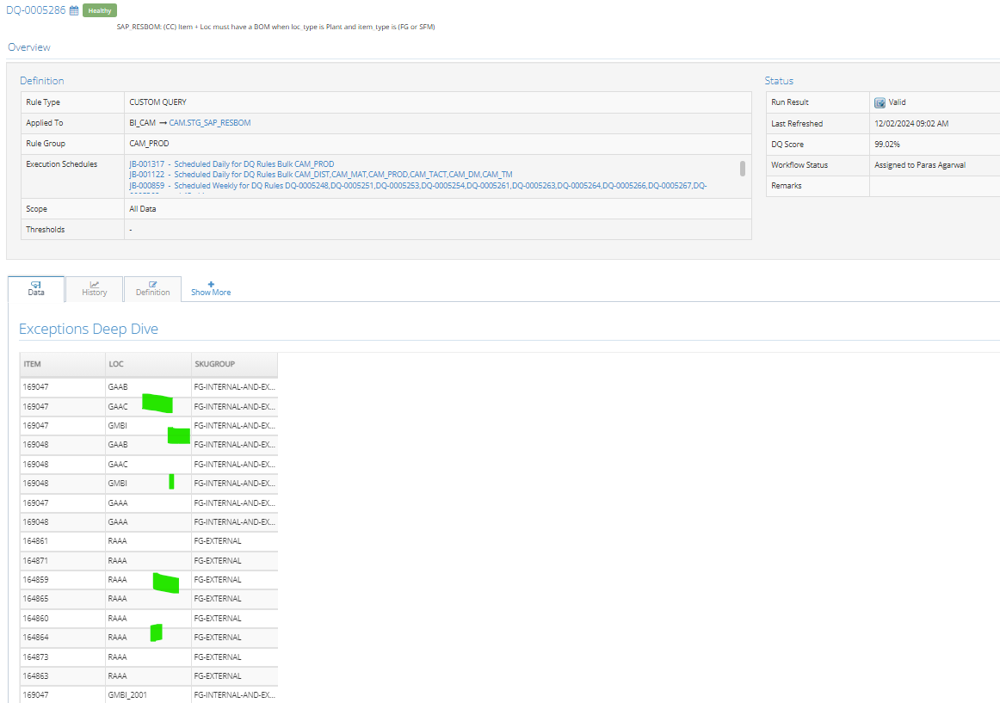 DQ-0005286 Healthy
SAP_RESBOM: (CC) Item + Loc must have a BOM when loc_type is Plant and item_type is (FG or SFM)
Overview
Definition
Rule Type CUSTOM QUERY
Applied To BI_CAM → CAM.STG_SAP_RESBOM
Rule Group CAM_PROD
Execution Schedules JB-001317 - Scheduled Daily for DQ Rules Bulk CAM_PROD
JB-001122 - Scheduled Daily for DQ Rules Bulk CAM_DIST,CAM_MAT,CAM_PROD,CAM_TACT,CAM_DM,CAM_TM
JB-000859 - Scheduled Weekly for DQ Rules DQ-0005248,DQ-0005251,DQ-0005253,DQ-0005254,DQ-0005261,DQ-0005263,DQ-0005264,DQ-0005266,DQ-0005267,DQ-
Scope All Data
Thresholds -
Status
Run Result Valid
Last Refreshed 12/02/2024 09:02 AM
DQ Score 99.02%
Workflow Status Assigned to Paras Agarwal
Remarks
Data History Definition Show More
Exceptions Deep Dive
ITEM LOC SKUGROUP
169047 GAAB FG-INTERNAL-AND-EX...
169047 GAAC FG-INTERNAL-AND-EX...
169047 GMBI FG-INTERNAL-AND-EX...
169048 GAAB FG-INTERNAL-AND-EX...
169048 GAAC FG-INTERNAL-AND-EX...
169048 GMBI FG-INTERNAL-AND-EX...
169047 GAAA FG-INTERNAL-AND-EX...
169048 GAAA FG-INTERNAL-AND-EX...
164861 RAAA FG-EXTERNAL
164871 RAAA FG-EXTERNAL
164859 RAAA FG-EXTERNAL
164865 RAAA FG-EXTERNAL
164860 RAAA FG-EXTERNAL
164864 RAAA FG-EXTERNAL
164873 RAAA FG-EXTERNAL
164863 RAAA FG-EXTERNAL
169047 GMBI_2001 FG-INTERNAL-AND-EX...